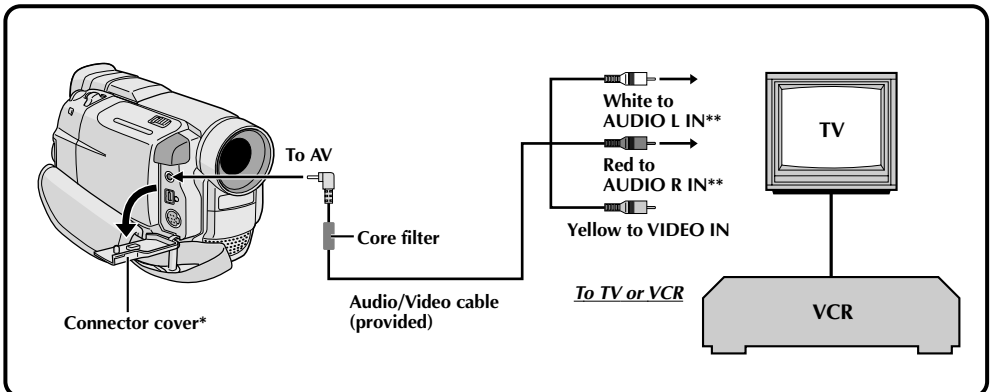 To AV
Core filter
Audio/Video cable
(provided)
Connector cover*
White to
AUDIO L IN**
Red to
AUDIO R IN**
Yellow to VIDEO IN
To TV or VCR
TV
VCR